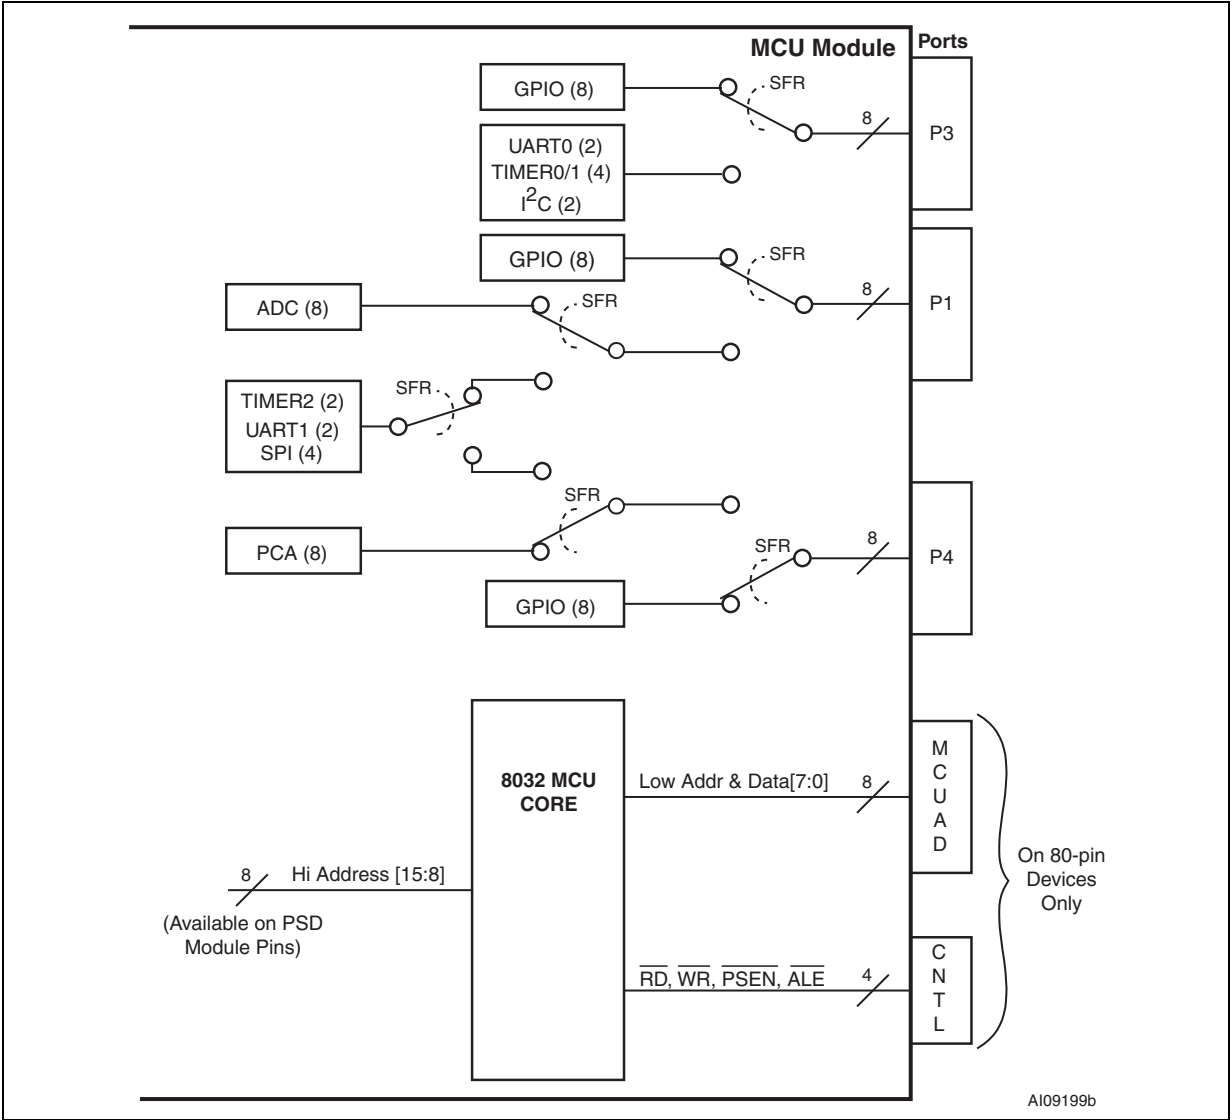 MCU Module
Ports
GPIO (8)
SFR
8
P3
UART0 (2)
TIMER0/1 (4)
I2C (2)
GPIO (8)
SFR
8
P1
ADC (8)
SFR
TIMER2 (2)
UART1 (2)
SPI (4)
SFR
SFR
PCA (8)
SFR
8
P4
GPIO (8)
8032 MCU
CORE
Low Addr & Data[7:0]
8
MCUAD
8
Hi Address [15:8]
(Available on PSD
Module Pins)
On 80-pin
Devices
Only
RD, WR, PSEN, ALE
4
CNTL
AI09199b